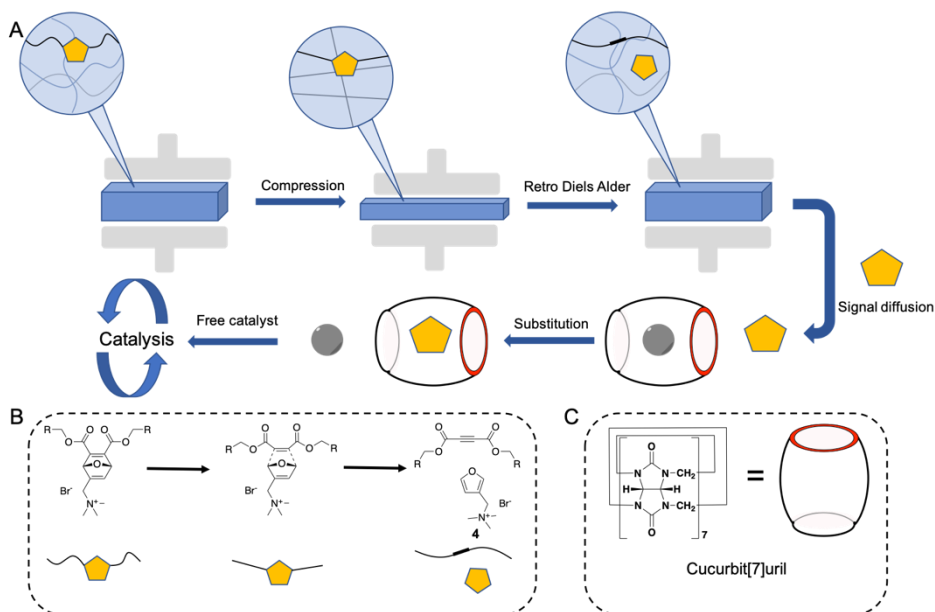 A
Compression
Retro Diels Alder
Signal diffusion
Substitution
Free catalyst
Catalysis
B
R O O O O R
O
Br-
N+
R O O O O R
O
Br-
N+
O O
R O O R
O
Br-
N+
4
C
O
N N CH₂
H H
N N CH₂
O
7
=
Cucurbit[7]uril